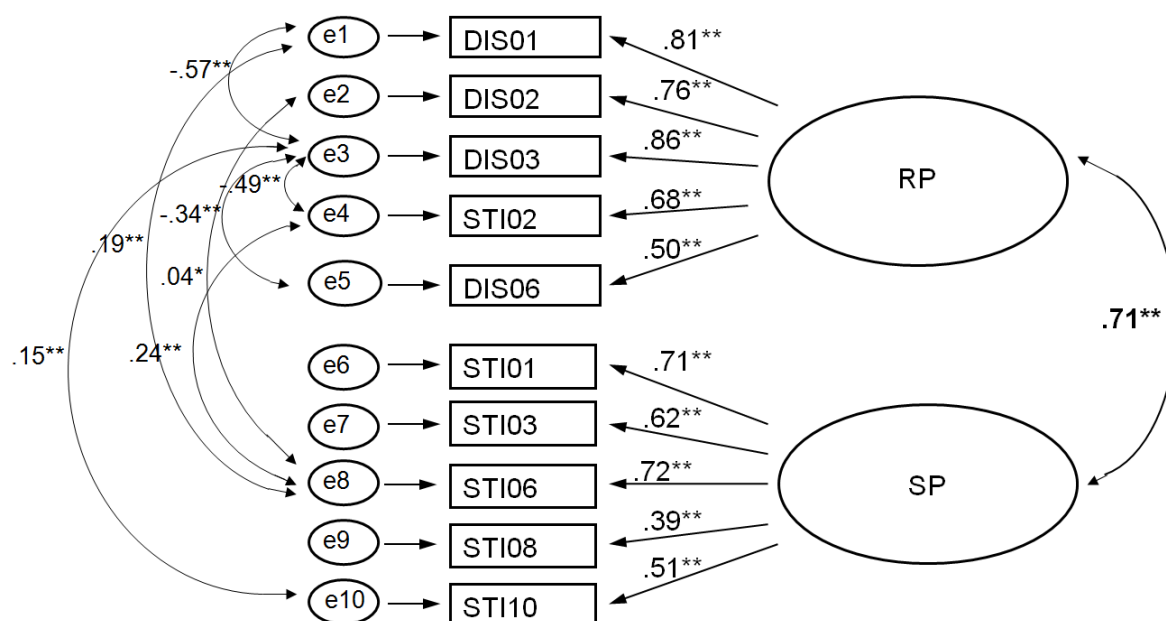 e1
DIS01
.81**
-.57**
e2
DIS02
.76**
e3
DIS03
.86**
RP
-.49**
e4
STI02
.68**
-.34**
.19**
.50**
.04*
e5
DIS06
.71**
.15**
.24**
e6
STI01
.71**
e7
STI03
.62**
e8
STI06
.72**
SP
e9
STI08
.39**
e10
STI10
.51**